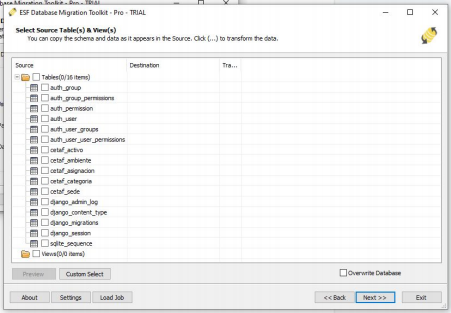 ase Migration Toolkit - Pro - TRIAL
ESF Database Migration Toolkit - Pro - TRIAL
Select Source Table(s) & View(s)
You can copy the schema and data as it appears in the Source. Click (...) to transform the data.
Source Destination Tra...
Tables(0/16 items)
auth_group
auth_group_permissions
auth_permission
auth_user
auth_user_groups
auth_user_user_permissions
cetaf_activo
cetaf_ambiente
cetaf_asignacion
cetaf_categoria
cetaf_sede
django_admin_log
django_content_type
django_migrations
django_session
sqlite_sequence
Views(0/0 items)
Preview Custom Select Overwrite Database
About Settings Load Job << Back Next >> Exit